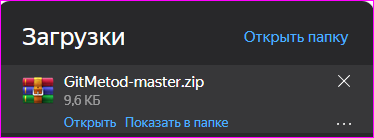 Загрузки
Открыть папку
GitMetod-master.zip
9,6 КБ
Открыть Показать в папке